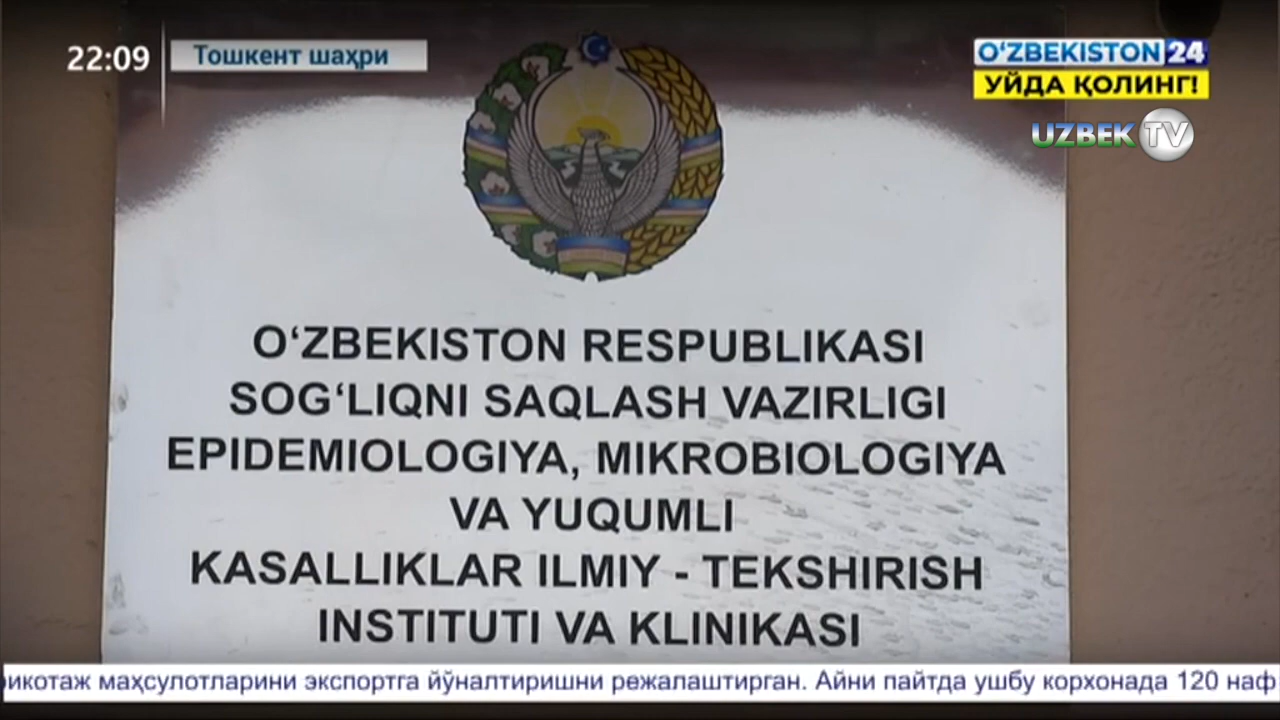 22:09
Тошкент шаҳри
O‘ZBEKISTON 24
УЙДА ҚОЛИНГ!
UZBEK TV
O‘ZBEKISTON RESPUBLIKASI
SOG‘LIQNI SAQLASH VAZIRLIGI
EPIDEMIOLOGIYA, MIKROBIOLOGIYA
VA YUQUMLI
KASALLIKLAR ILMIY - TEKSHIRISH
INSTITUTI VA KLINIKASI
маҳсулотларини экспортга йўналтиришни режалаштирган. Айни пайтда ушбу корхонада 120 наф